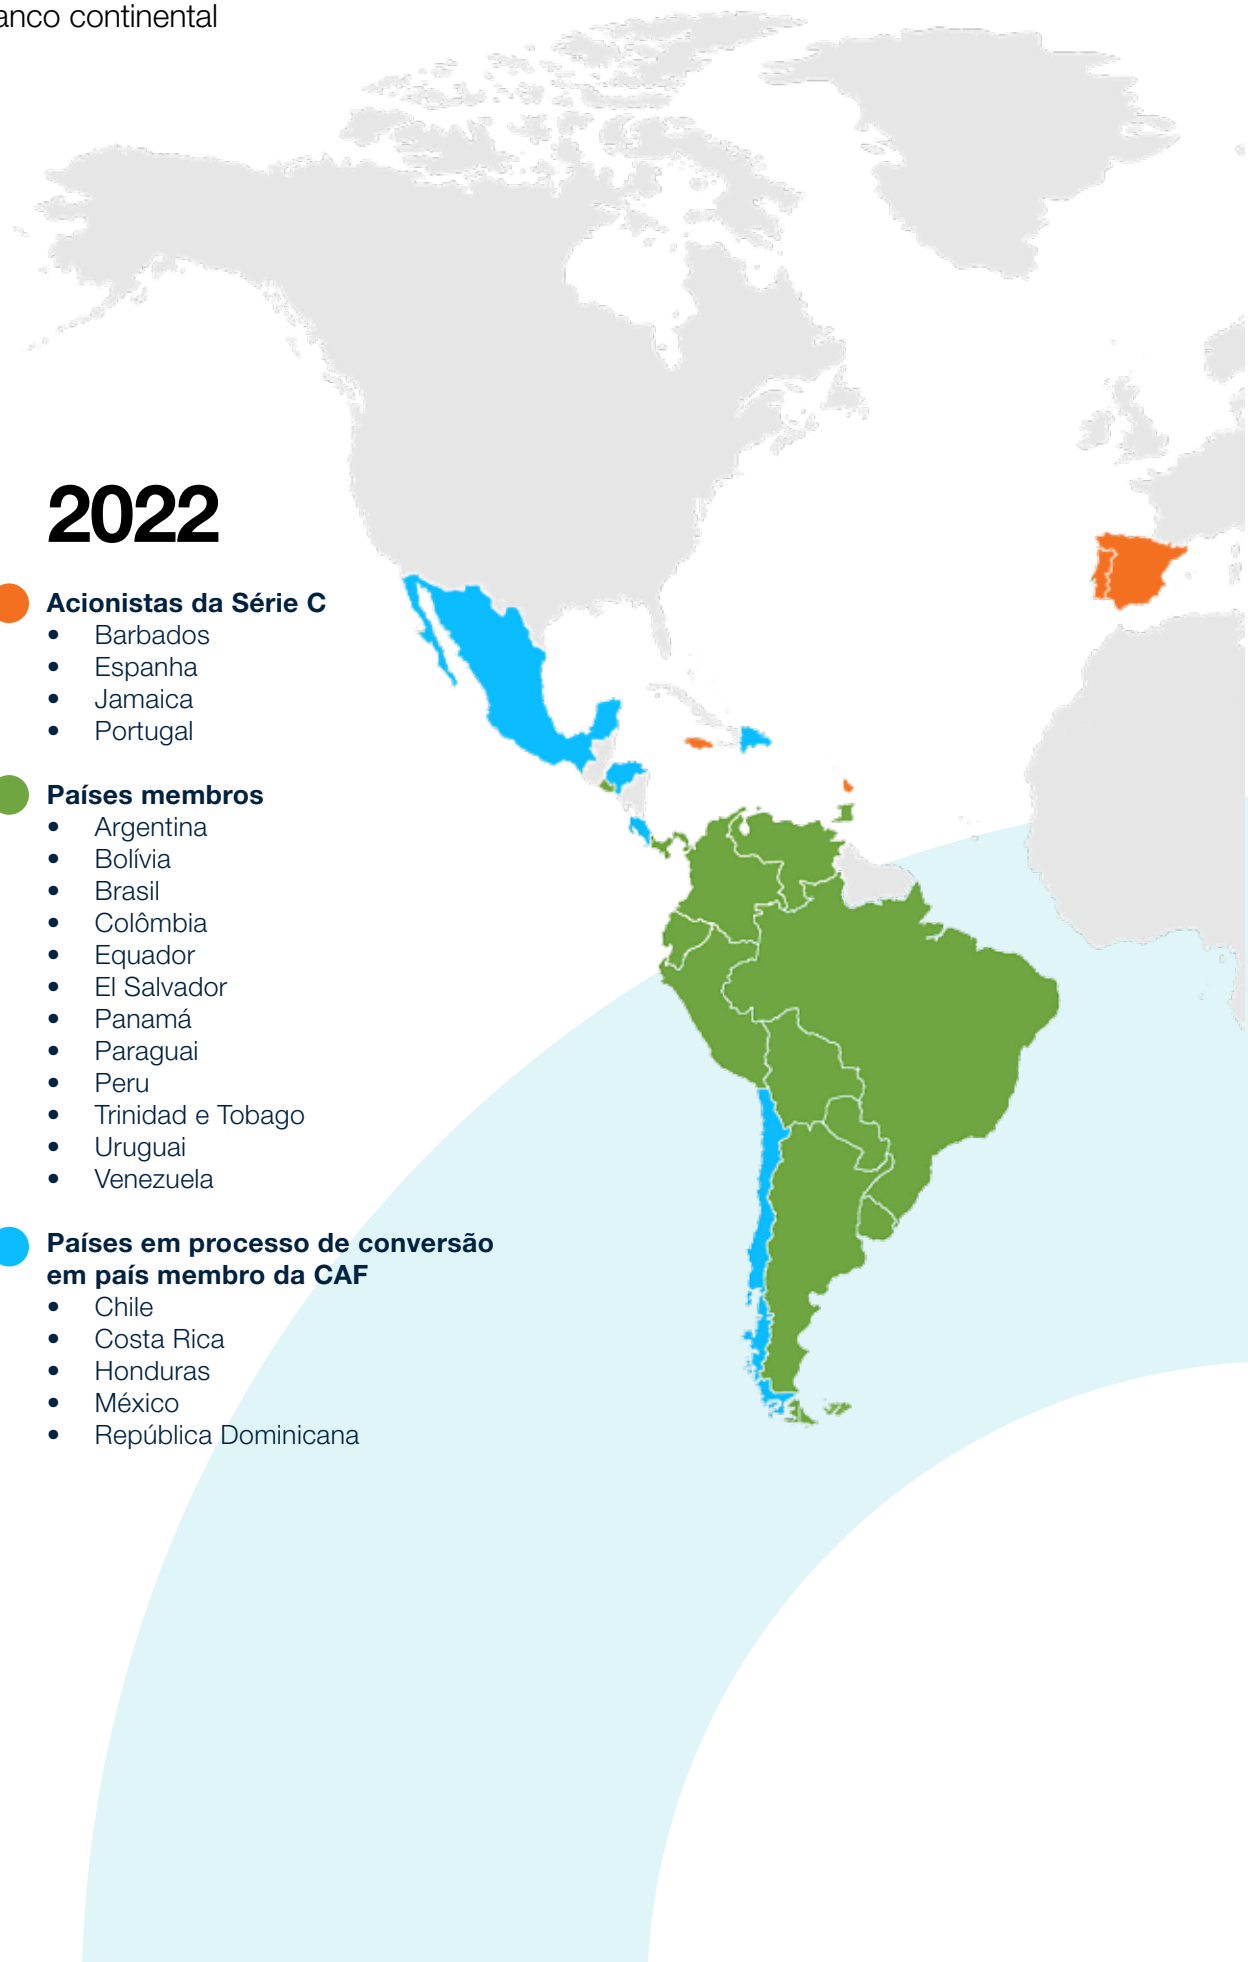 anco continental
2022
Acionistas da Série C
• Barbados
• Espanha
• Jamaica
• Portugal
Países membros
• Argentina
• Bolívia
• Brasil
• Colômbia
• Equador
• El Salvador
• Panamá
• Paraguai
• Peru
• Trinidad e Tobago
• Uruguai
• Venezuela
Países em processo de conversão
em país membro da CAF
• Chile
• Costa Rica
• Honduras
• México
• República Dominicana